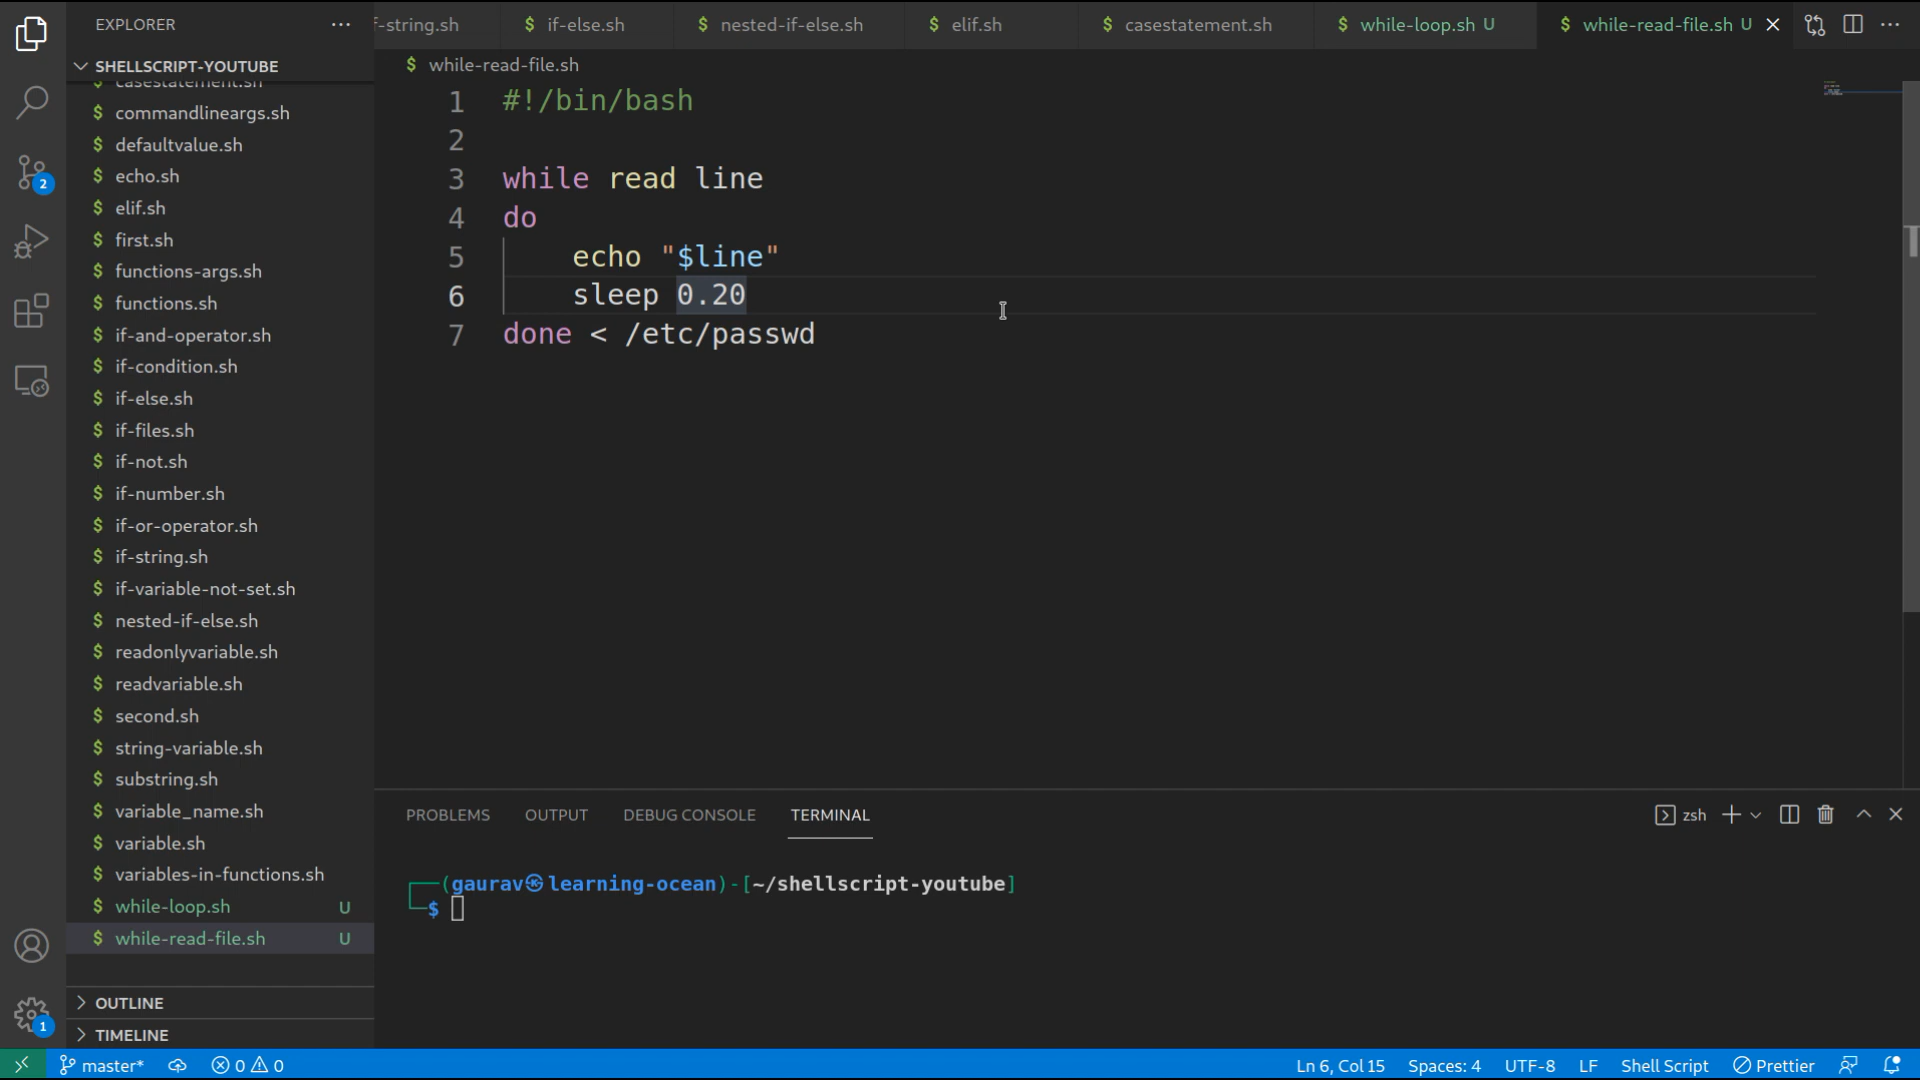 EXPLORER
SHELLSCRIPT-YOUTUBE
casestatement.sh
$ commandlineargs.sh
$ defaultvalue.sh
$ echo.sh
$ elif.sh
$ first.sh
$ functions-args.sh
$ functions.sh
$ if-and-operator.sh
$ if-condition.sh
$ if-else.sh
$ if-files.sh
$ if-not.sh
$ if-number.sh
$ if-or-operator.sh
$ if-string.sh
$ if-variable-not-set.sh
$ nested-if-else.sh
$ readonlyvariable.sh
$ readvariable.sh
$ second.sh
$ string-variable.sh
$ substring.sh
$ variable_name.sh
$ variable.sh
$ variables-in-functions.sh
$ while-loop.sh U
$ while-read-file.sh U
OUTLINE
TIMELINE
2
1
f-string.sh $ if-else.sh $ nested-if-else.sh $ elif.sh $ casestatement.sh $ while-loop.sh U $ while-read-file.sh U
$ while-read-file.sh
1 #!/bin/bash
2
3 while read line
4 do
5 echo "$line"
6 sleep 0.20
7 done < /etc/passwd
PROBLEMS OUTPUT DEBUG CONSOLE TERMINAL zsh
(gaurav㉿learning-ocean)-[~/shellscript-youtube]
$
master* 0 0 Ln 6, Col 15 Spaces: 4 UTF-8 LF Shell Script Prettier